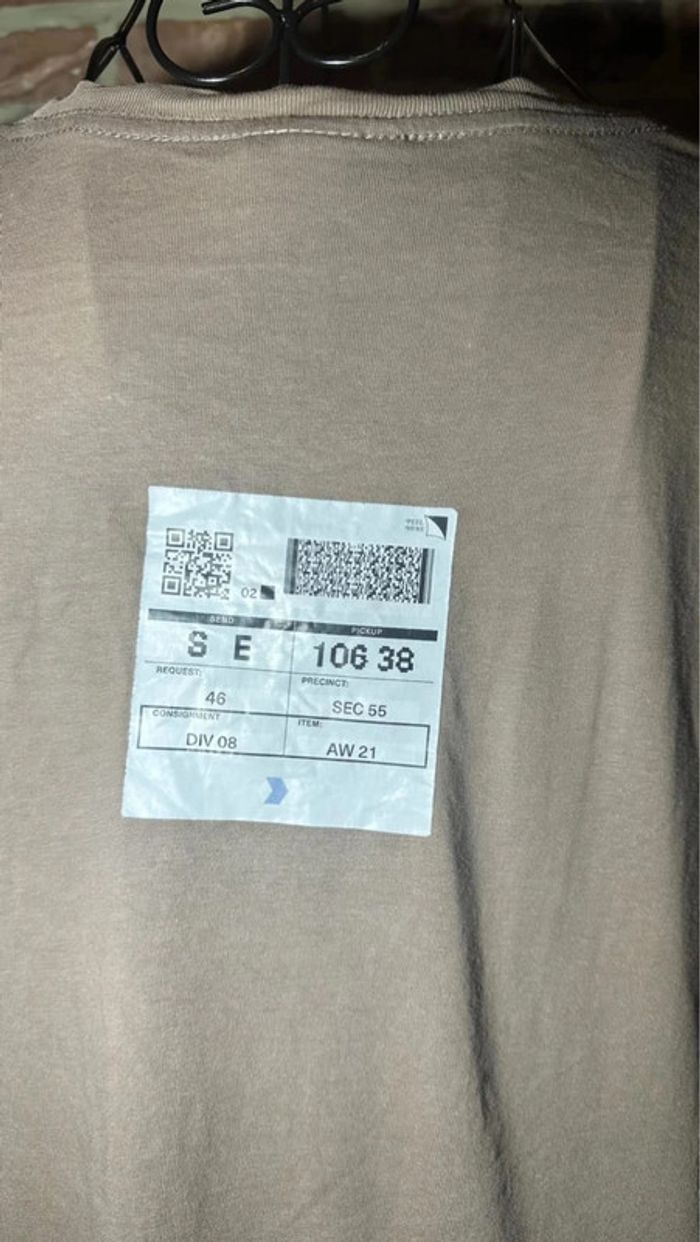 PEEL
HERE
02
SEND
PICKUP
S E
106 38
REQUEST:
PRECINCT:
46
SEC 55
CONSIGNMENT
ITEM:
DIV 08
AW 21